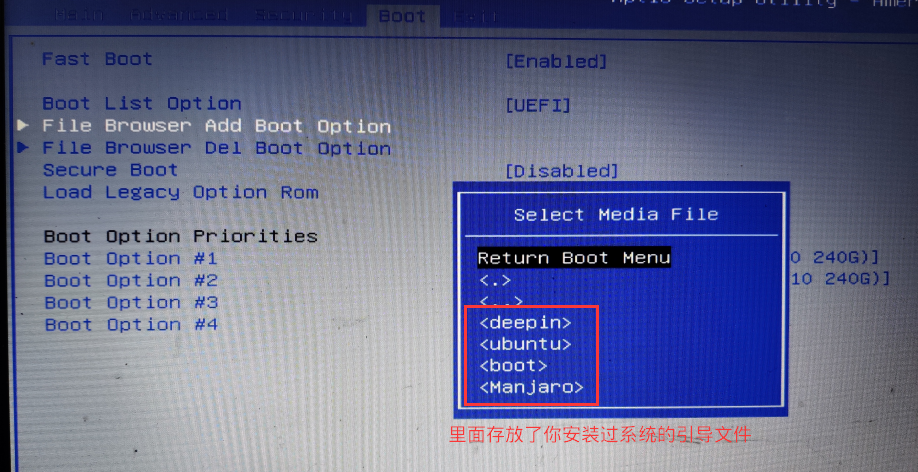 Main Advanced Security Boot Exit
Aptio Setup Utility - Amer
Fast Boot [Enabled]
Boot List Option [UEFI]
File Browser Add Boot Option
File Browser Del Boot Option
Secure Boot [Disabled]
Load Legacy Option Rom
Select Media File
Boot Option Priorities
Return Boot Menu
Boot Option #1 0 240G)]
<.>
Boot Option #2 10 240G)]
<..>
Boot Option #3
<deepin>
Boot Option #4
<ubuntu>
<boot>
<Manjaro>
里面存放了你安装过系统的引导文件